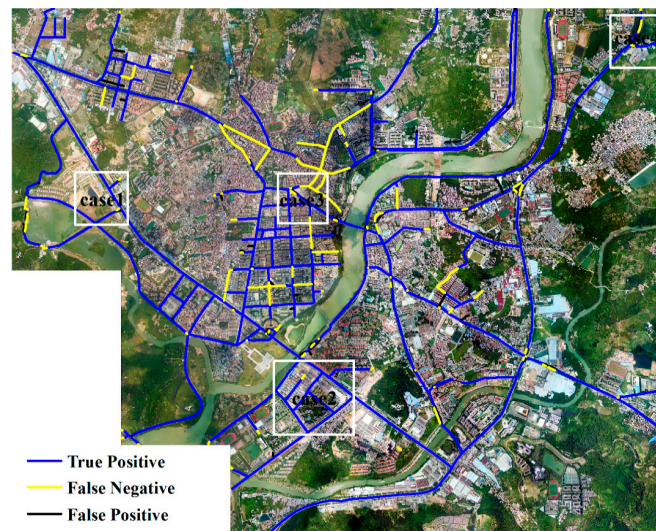 case1
case3
case2
True Positive
False Negative
False Positive